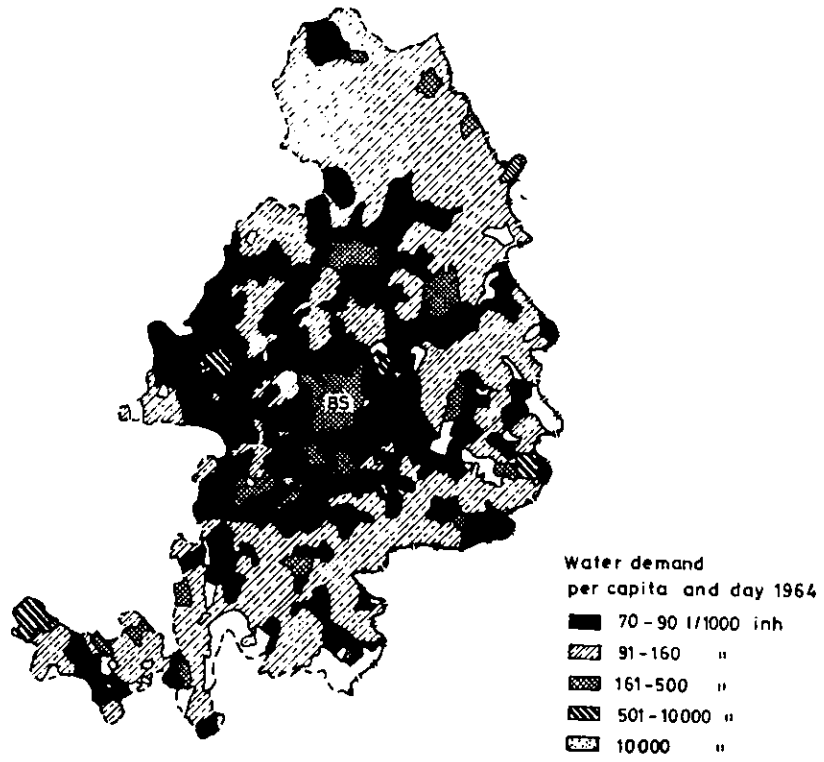 BS
Water demand
per capita and day 1964
70 – 90 l/1000 inh
91 – 160 "
161 – 500 "
501 – 10000 "
10000 "